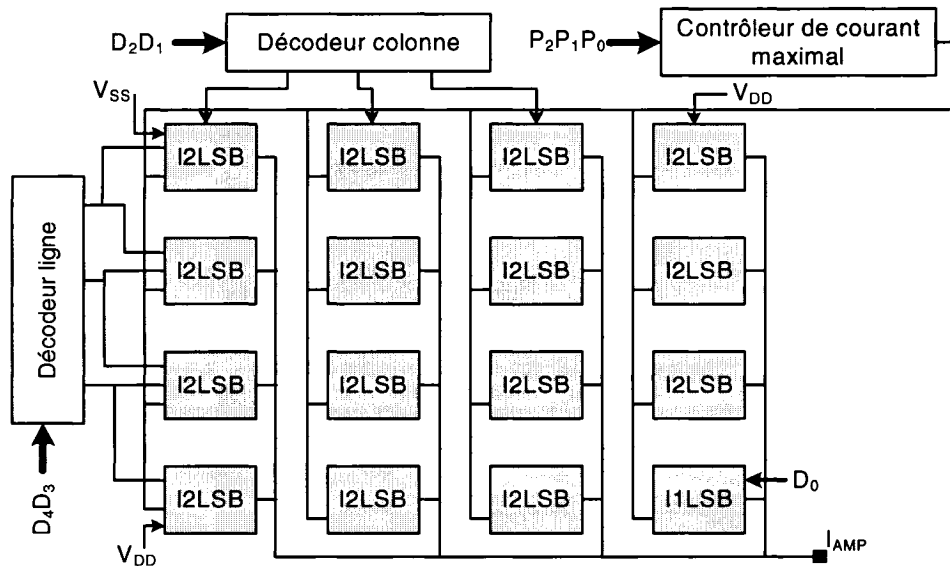 D₂D₁
Décodeur colonne
P₂P₁P₀
Contrôleur de courant
maximal
V_SS
V_DD
I2LSB I2LSB I2LSB I2LSB
Décodeur ligne
I2LSB I2LSB I2LSB I2LSB
I2LSB I2LSB I2LSB I2LSB
I2LSB I2LSB I2LSB I1LSB
D₀
D₄D₃
V_DD
I_AMP